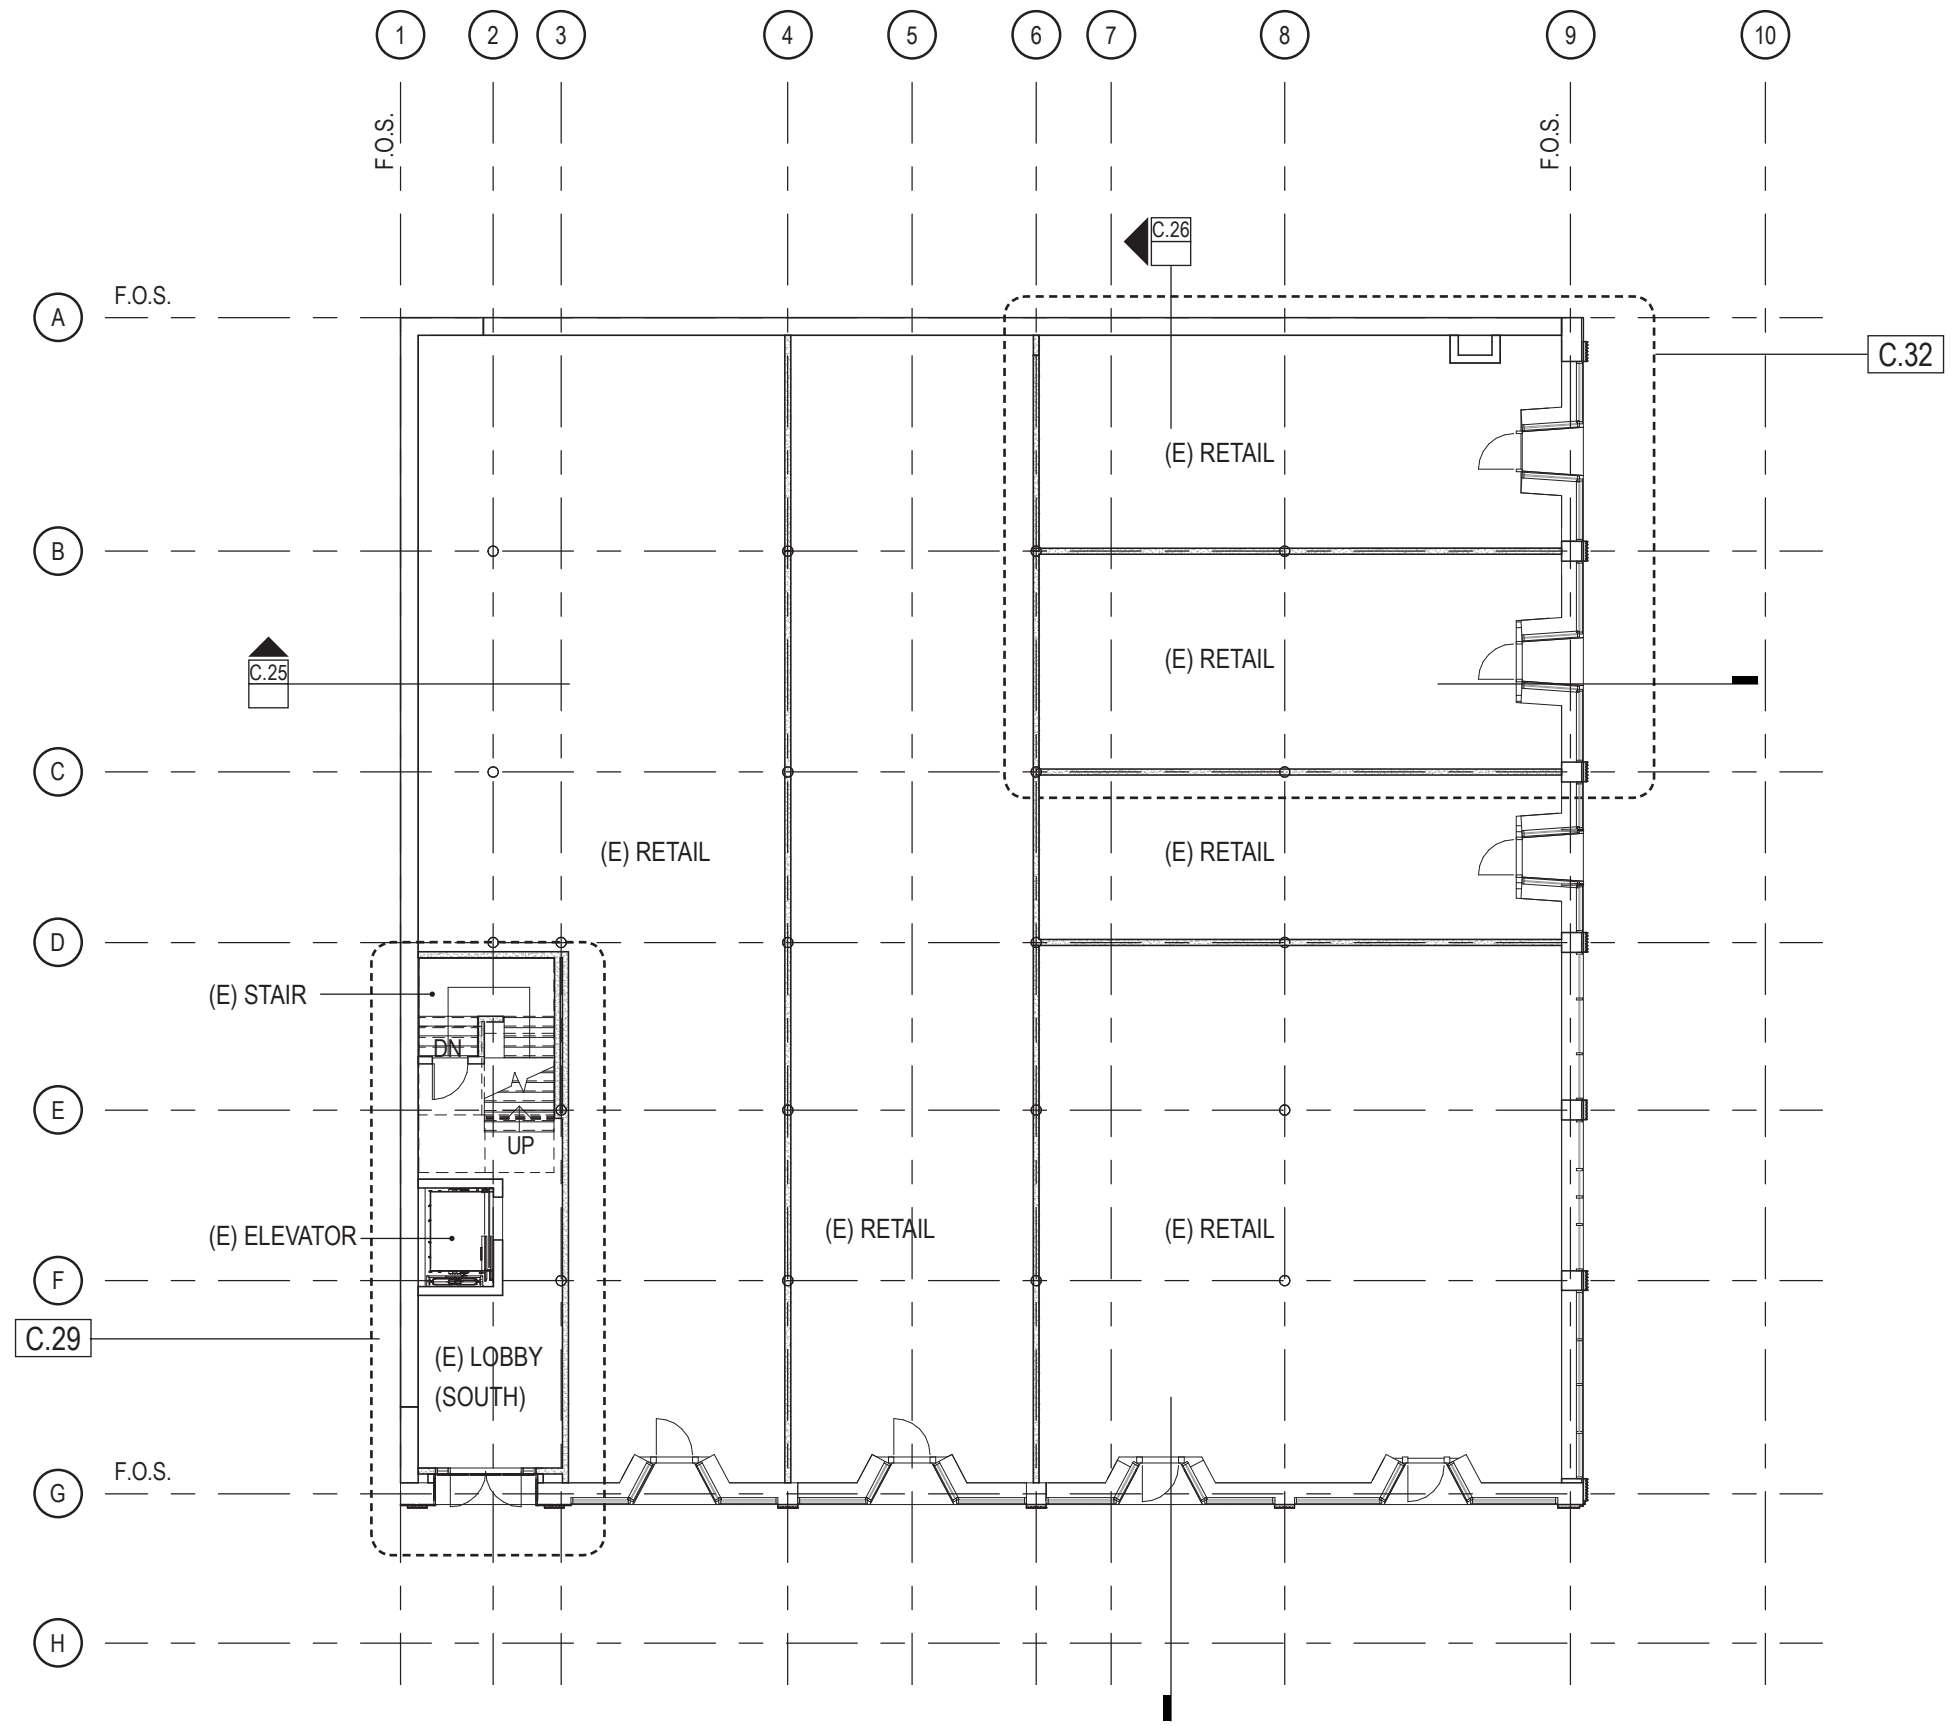 1
2
3
4
5
6
7
8
9
10
F.O.S.
F.O.S.
C.26
A
F.O.S.
C.32
(E) RETAIL
B
(E) RETAIL
C.25
C
(E) RETAIL
(E) RETAIL
D
(E) STAIR
DN
E
UP
(E) RETAIL
(E) RETAIL
(E) ELEVATOR
F
C.29
(E) LOBBY
(SOUTH)
F.O.S.
G
H